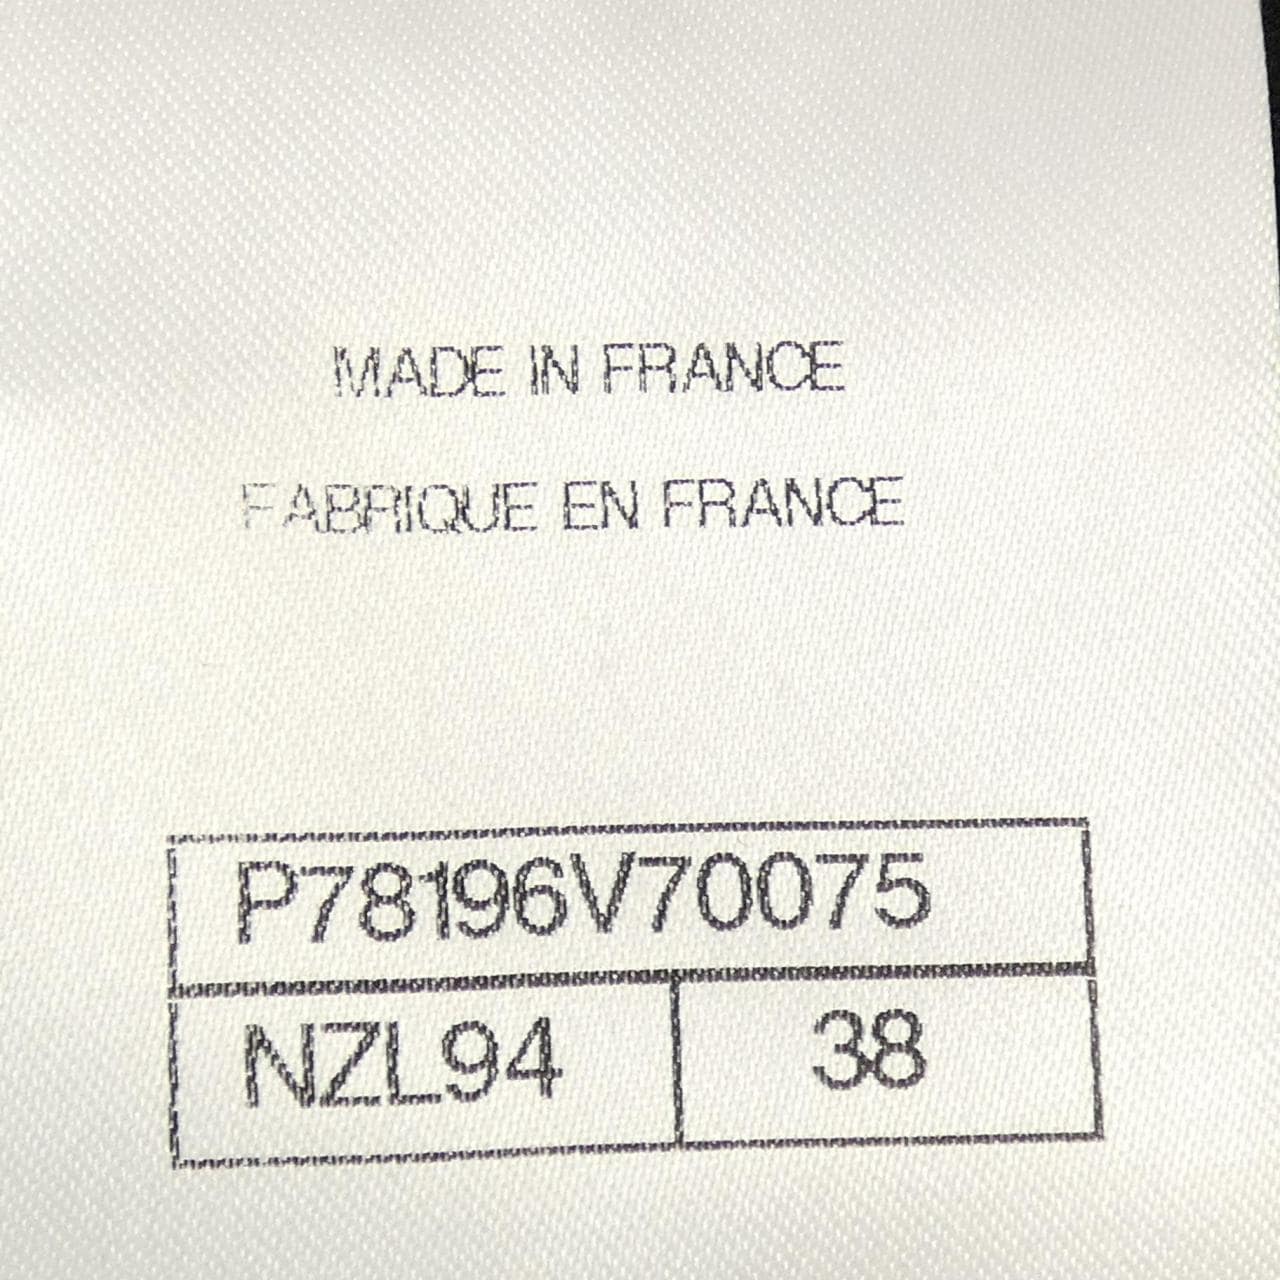 MADE IN FRANCE
FABRIQUE EN FRANCE
P78196V70075
NZL94 38